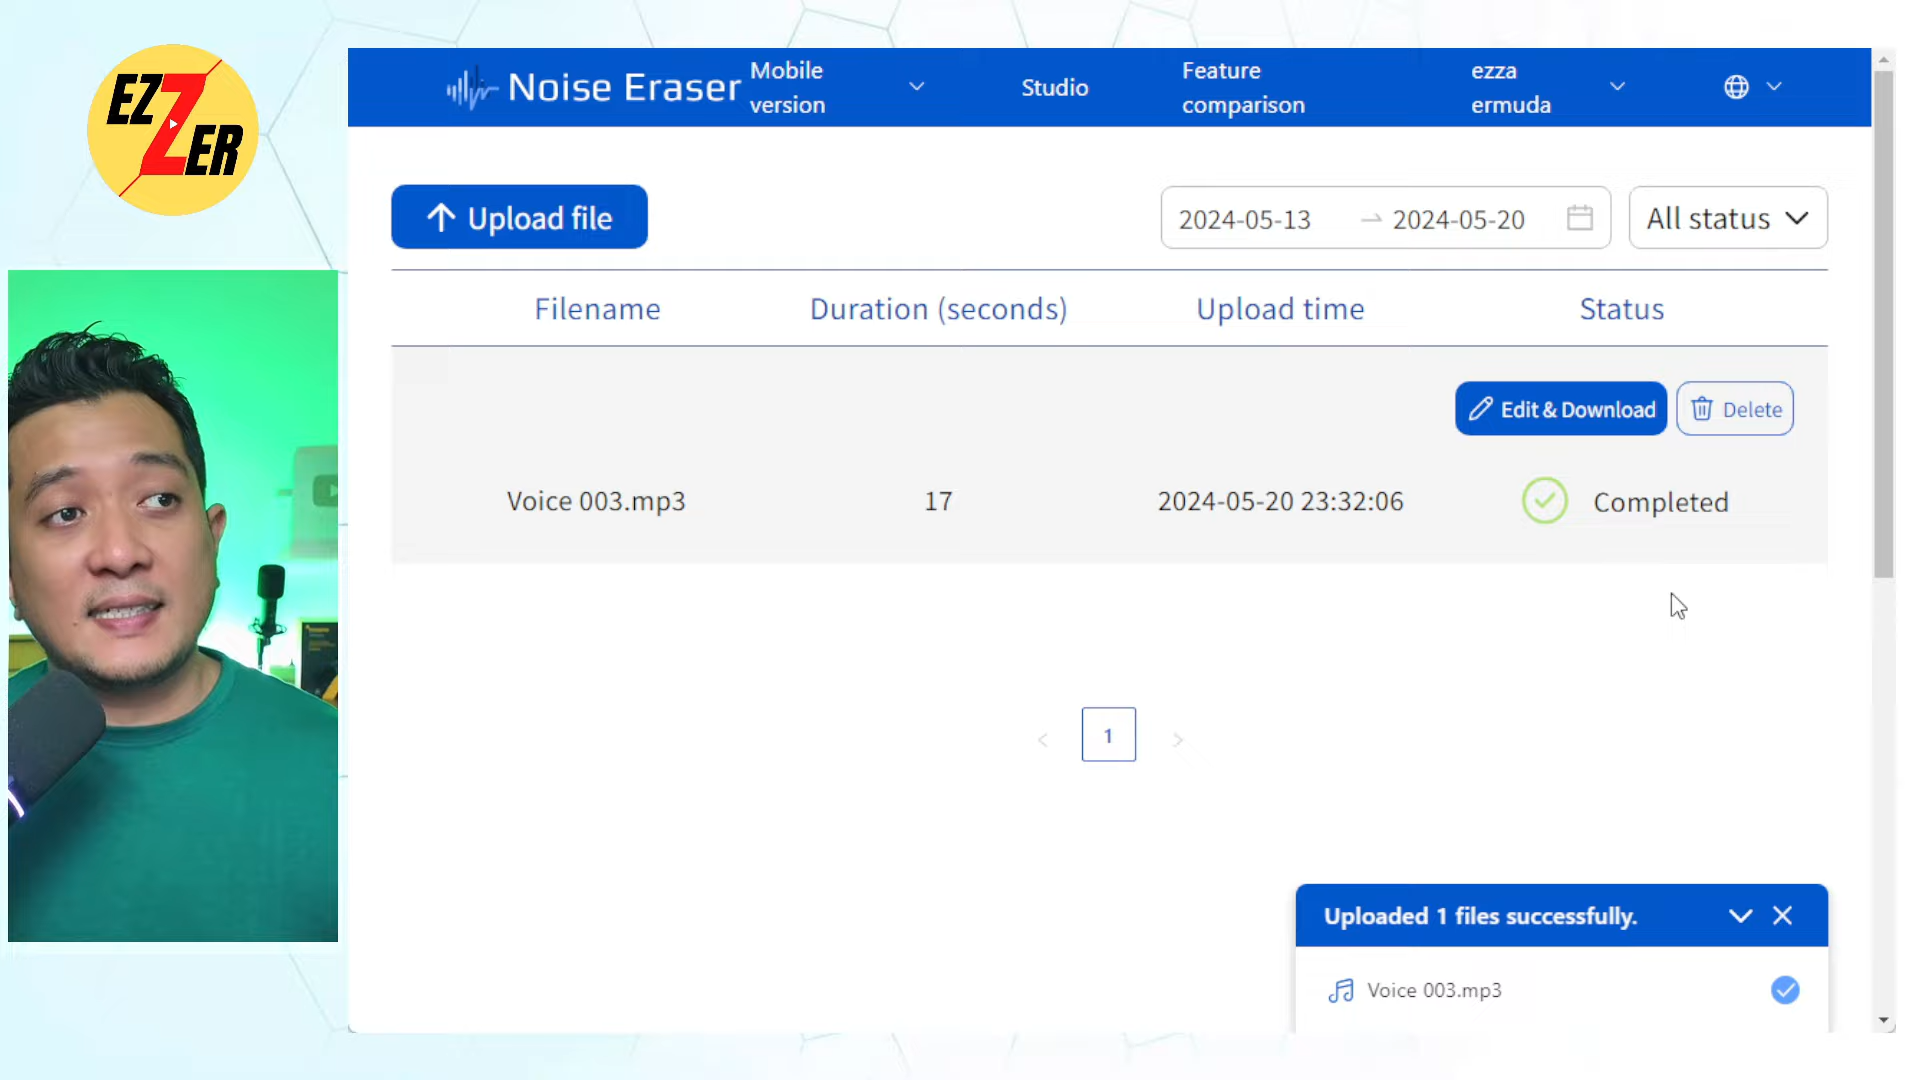 EZZER
Noise Eraser
Mobile version
Studio
Feature comparison
ezza ermuda
Upload file
2024-05-13
2024-05-20
All status
Filename
Duration (seconds)
Upload time
Status
Edit & Download
Delete
Voice 003.mp3
17
2024-05-20 23:32:06
Completed
<
1
>
Uploaded 1 files successfully.
Voice 003.mp3